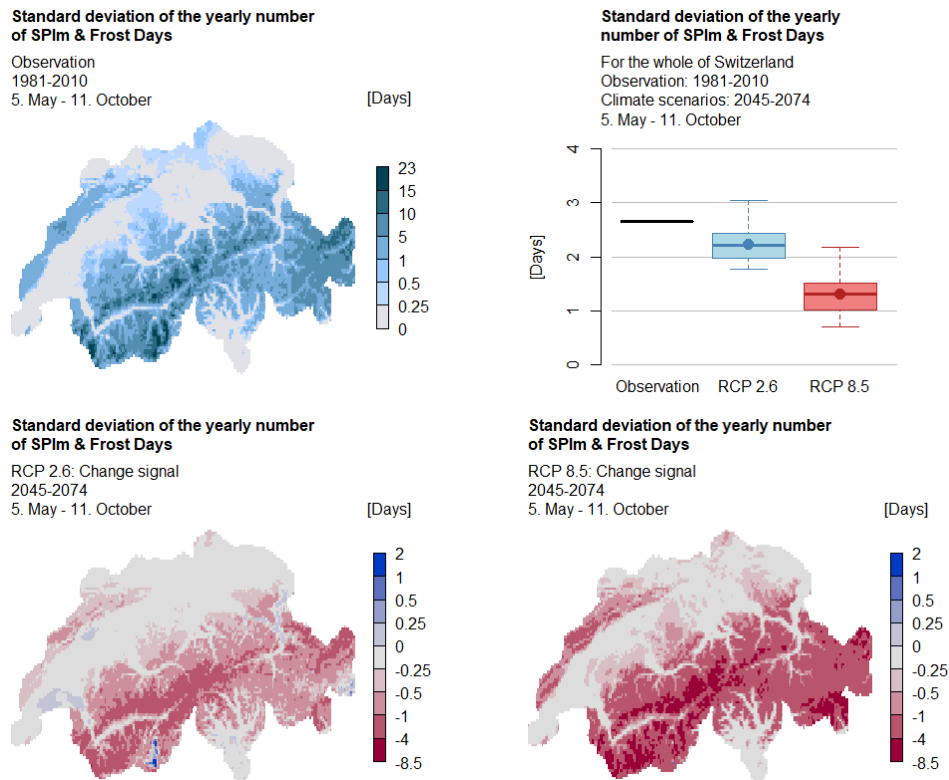 Standard deviation of the yearly number
of SPIm & Frost Days
Observation
1981-2010
5. May - 11. October
[Days]
23
15
10
5
1
0.5
0.25
0
Standard deviation of the yearly
number of SPIm & Frost Days
For the whole of Switzerland
Observation: 1981-2010
Climate scenarios: 2045-2074
5. May - 11. October
[Days]
4
3
2
1
0
Observation RCP 2.6 RCP 8.5
Standard deviation of the yearly number
of SPIm & Frost Days
RCP 2.6: Change signal
2045-2074
5. May - 11. October
[Days]
2
1
0.5
0.25
0
-0.25
-0.5
-1
-4
-8.5
Standard deviation of the yearly number
of SPIm & Frost Days
RCP 8.5: Change signal
2045-2074
5. May - 11. October
[Days]
2
1
0.5
0.25
0
-0.25
-0.5
-1
-4
-8.5